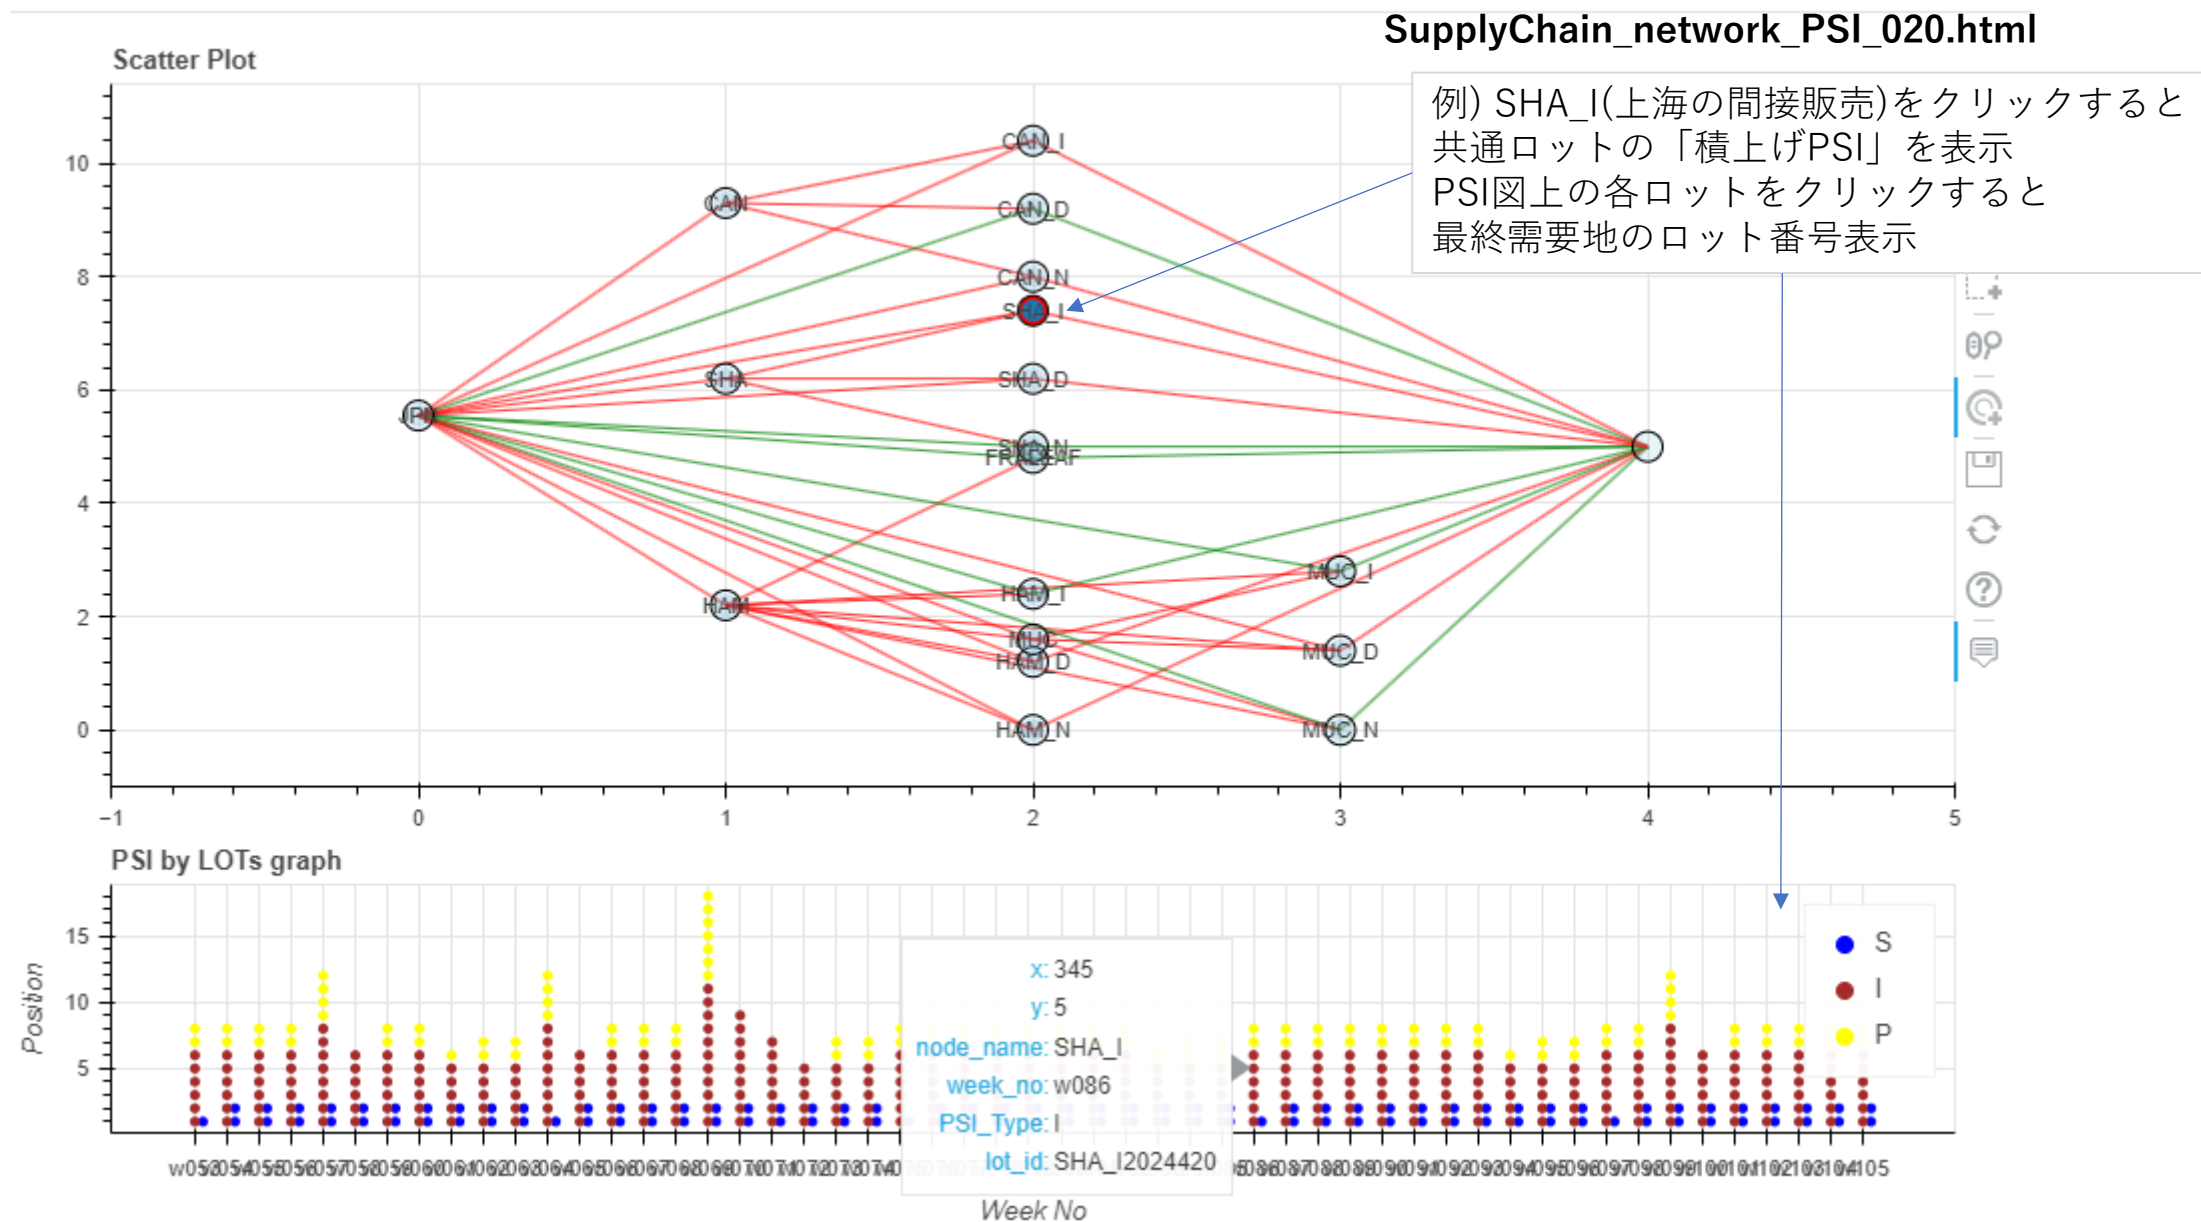 SupplyChain_network_PSI_020.html
Scatter Plot
例) SHA_I(上海の間接販売)をクリックすると
共通ロットの「積上げPSI」を表示
PSI図上の各ロットをクリックすると
最終需要地のロット番号表示
10
8
6
4
2
0
CAN_I
CAN
CAN_D
CAN_N
SHA_I
SHA
SHA_D
JPN
SHA_N
MUC_I
HAM_I
HAM
MUC
MUC_D
HAM_D
HAM_N
MUC_N
−1
0
1
2
3
4
5
PSI by LOTs graph
15
10
5
Position
S
I
P
x: 345
y: 5
node_name: SHA_I
week_no: w086
PSI_Type: I
lot_id: SHA_I2024420
Week No